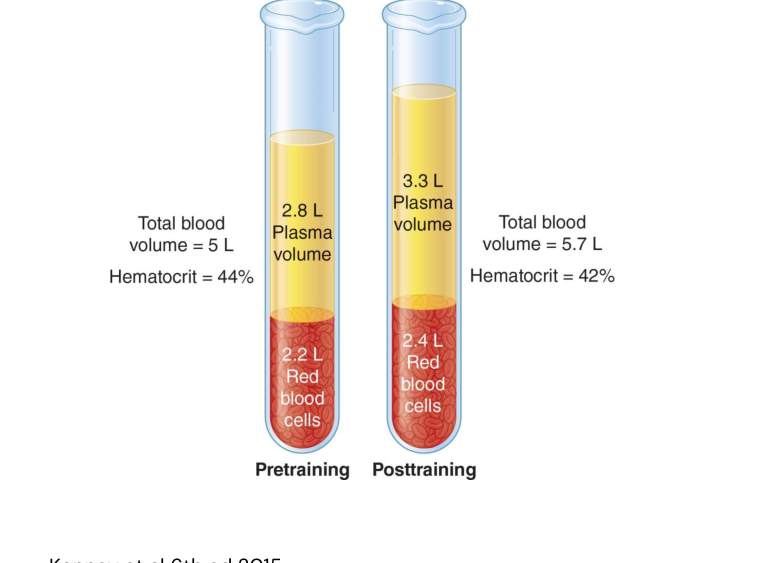 3.3 L
Plasma
volume
2.8 L
Plasma
volume
Total blood
volume = 5 L
Hematocrit = 44%
Total blood
volume = 5.7 L
Hematocrit = 42%
2.4 L
Red
blood
cells
2.2 L
Red
blood
cells
Pretraining
Posttraining